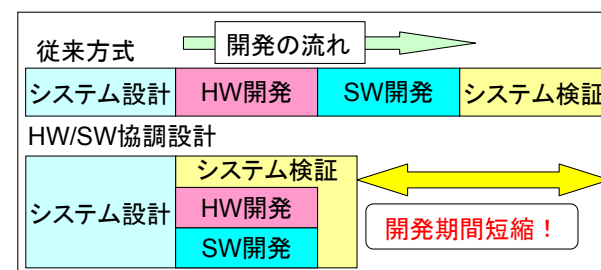 従来方式
開発の流れ
システム設計 HW開発 SW開発 システム検証
HW/SW協調設計
システム検証
システム設計
HW開発
SW開発
開発期間短縮！